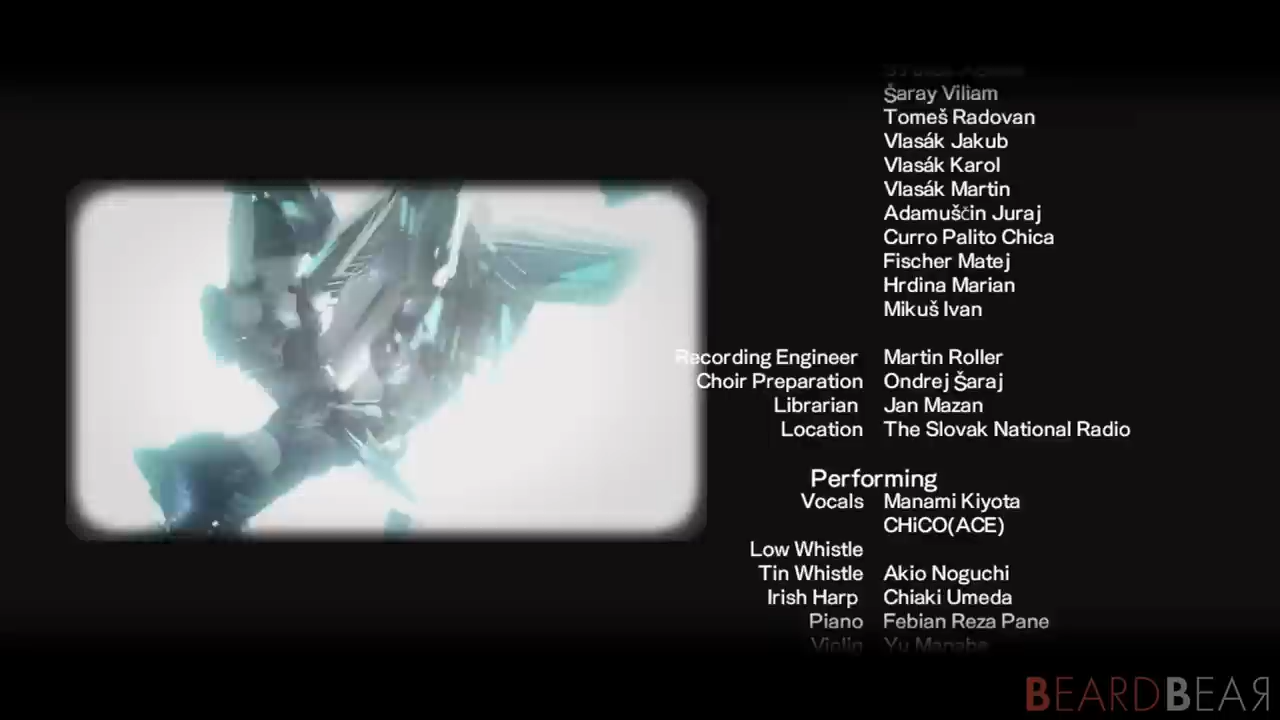 Šaray Viliam
Tomeš Radovan
Vlasák Jakub
Vlasák Karol
Vlasák Martin
Adamuščin Juraj
Curro Palito Chica
Fischer Matej
Hrdina Marian
Mikuš Ivan
Recording Engineer Martin Roller
Choir Preparation Ondrej Šaraj
Librarian Jan Mazan
Location The Slovak National Radio
Performing
Vocals Manami Kiyota
CHiCO(ACE)
Low Whistle
Tin Whistle Akio Noguchi
Irish Harp Chiaki Umeda
Piano Febian Reza Pane
Violin Yu Manabe
BEARDBEAR